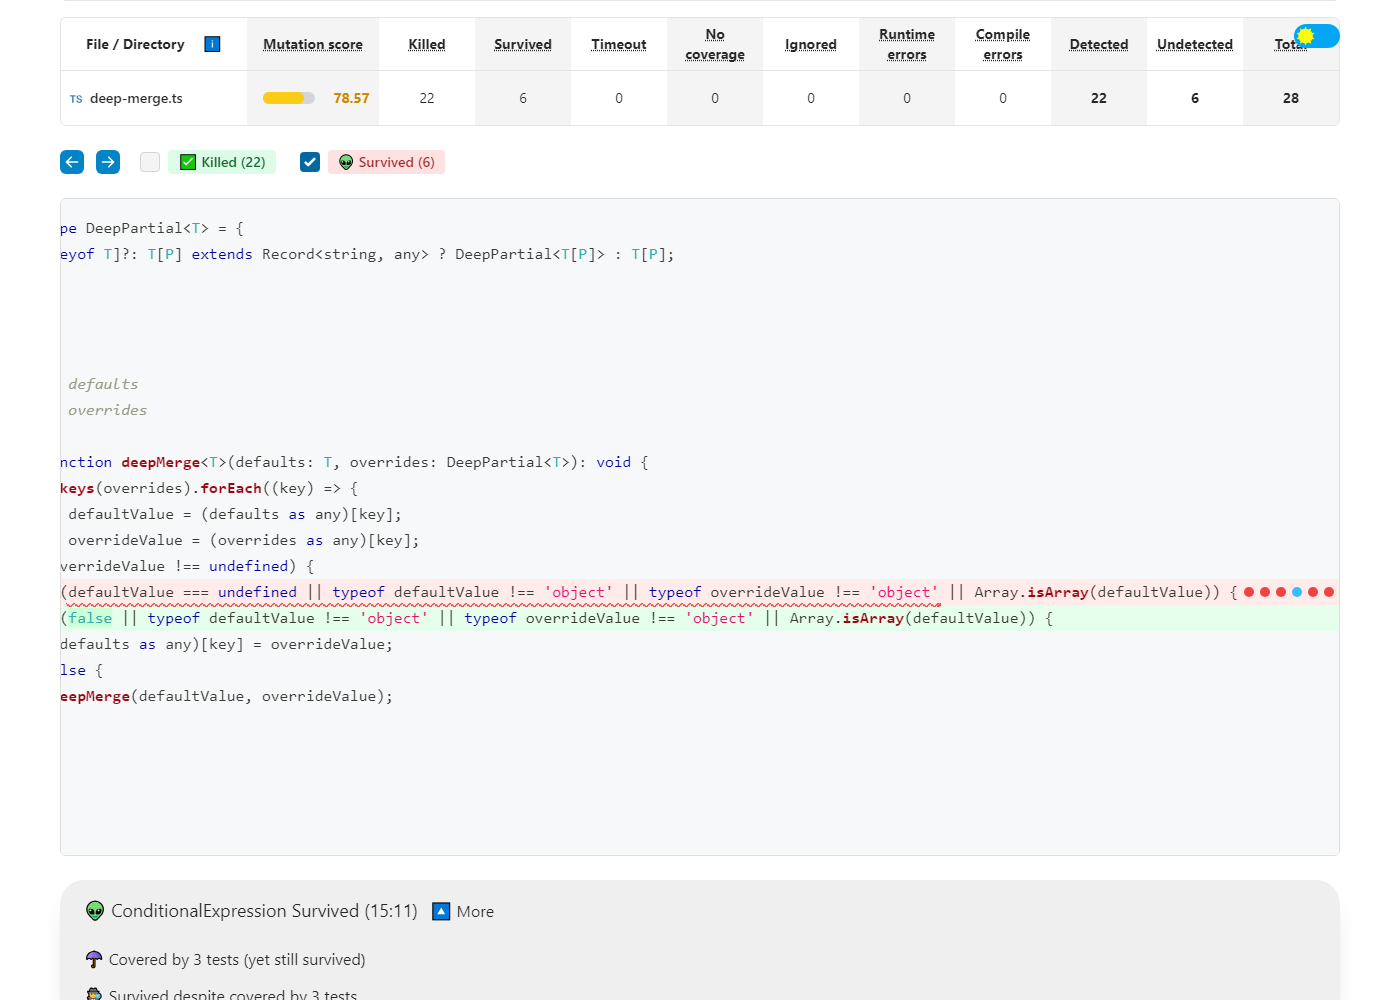 File / Directory i Mutation score Killed Survived Timeout No coverage Ignored Runtime errors Compile errors Detected Undetected Tot
TS deep-merge.ts 78.57 22 6 0 0 0 0 0 22 6 28
Killed (22) Survived (6)
pe DeepPartial<T> = {
eyof T]?: T[P] extends Record<string, any> ? DeepPartial<T[P]> : T[P];
defaults
overrides
nction deepMerge<T>(defaults: T, overrides: DeepPartial<T>): void {
keys(overrides).forEach((key) => {
defaultValue = (defaults as any)[key];
overrideValue = (overrides as any)[key];
verrideValue !== undefined) {
(defaultValue === undefined || typeof defaultValue !== 'object' || typeof overrideValue !== 'object' || Array.isArray(defaultValue)) {
(false || typeof defaultValue !== 'object' || typeof overrideValue !== 'object' || Array.isArray(defaultValue)) {
defaults as any)[key] = overrideValue;
lse {
eepMerge(defaultValue, overrideValue);
ConditionalExpression Survived (15:11) More
Covered by 3 tests (yet still survived)
Survived despite covered by 3 tests